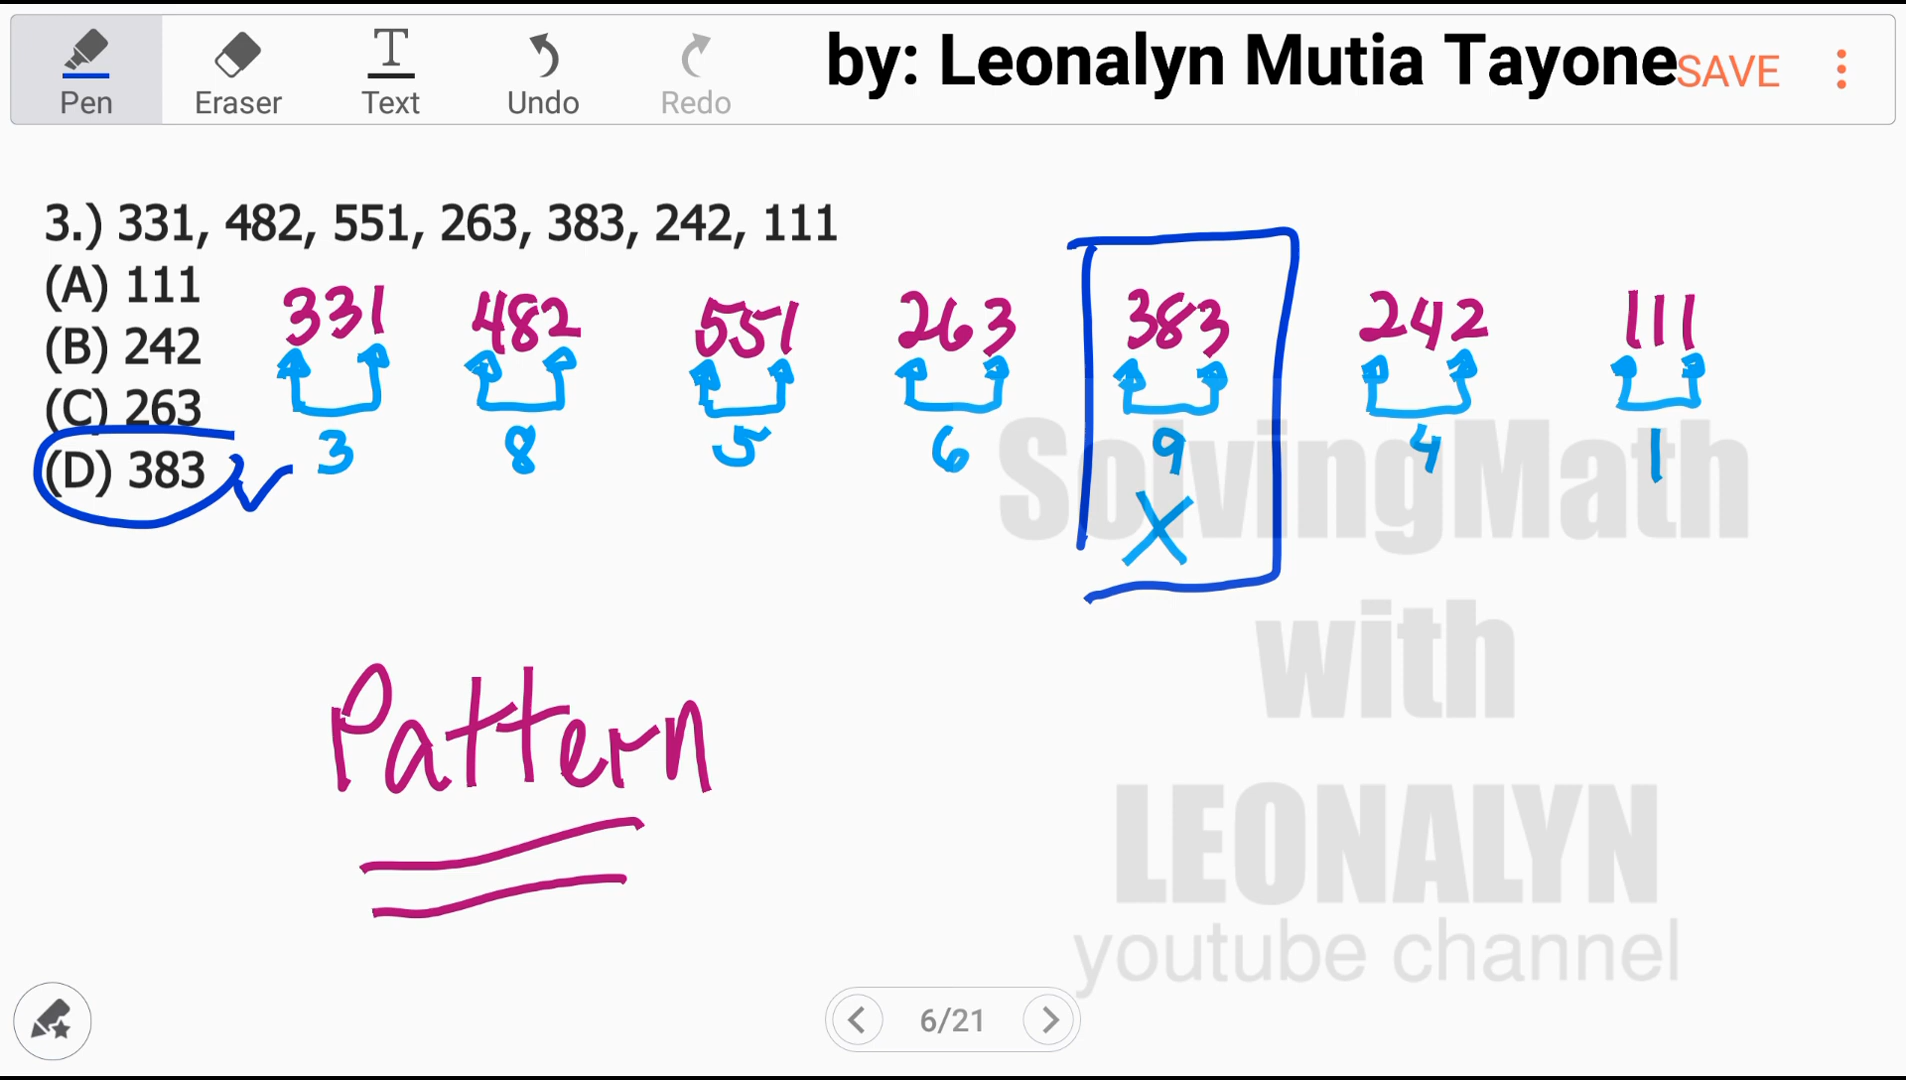 Pen
Eraser
Text
Undo
Redo
by: Leonalyn Mutia Tayone
SAVE
3.) 331, 482, 551, 263, 383, 242, 111
(A) 111
(B) 242
(C) 263
(D) 383
331 482 551 263 383 242 111
3 8 5 6 9 4 1
X
Pattern
SolvingMath
with
LEONALYN
youtube channel
6/21